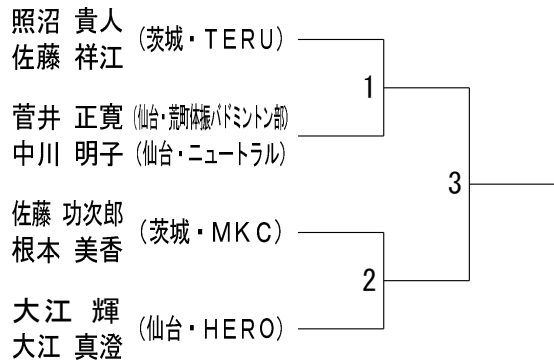 照沼 貴人
佐藤 祥江
(茨城・TERU)
1
菅井 正寛 (仙台・荒町体振バドミントン部)
中川 明子 (仙台・ニュートラル)
3
佐藤 功次郎
根本 美香
(茨城・MKC)
2
大江 輝
大江 真澄
(仙台・HERO)